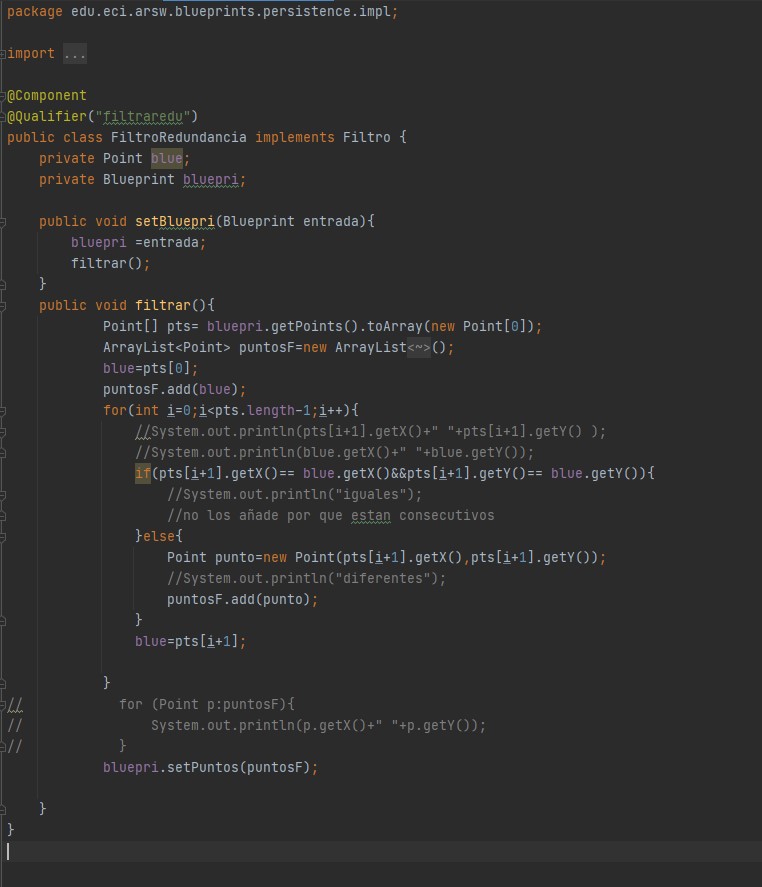 package edu.eci.arsw.blueprints.persistence.impl;
import ...
@Component
@Qualifier("filtraredu")
public class FiltroRedundancia implements Filtro {
    private Point blue;
    private Blueprint bluepri;
    public void setBluepri(Blueprint entrada){
        bluepri =entrada;
        filtrar();
    }
    public void filtrar(){
            Point[] pts= bluepri.getPoints().toArray(new Point[0]);
            ArrayList<Point> puntosF=new ArrayList<~>();
            blue=pts[0];
            puntosF.add(blue);
            for(int i=0;i<pts.length-1;i++){
                //System.out.println(pts[i+1].getX()+" "+pts[i+1].getY() );
                //System.out.println(blue.getX()+" "+blue.getY());
                if(pts[i+1].getX()== blue.getX()&&pts[i+1].getY()== blue.getY()){
                    //System.out.println("iguales");
                    //no los añade por que estan consecutivos
                }else{
                    Point punto=new Point(pts[i+1].getX(),pts[i+1].getY());
                    //System.out.println("diferentes");
                    puntosF.add(punto);
                }
                blue=pts[i+1];
            }
//            for (Point p:puntosF){
//                System.out.println(p.getX()+" "+p.getY());
//            }
            bluepri.setPuntos(puntosF);
    }
}